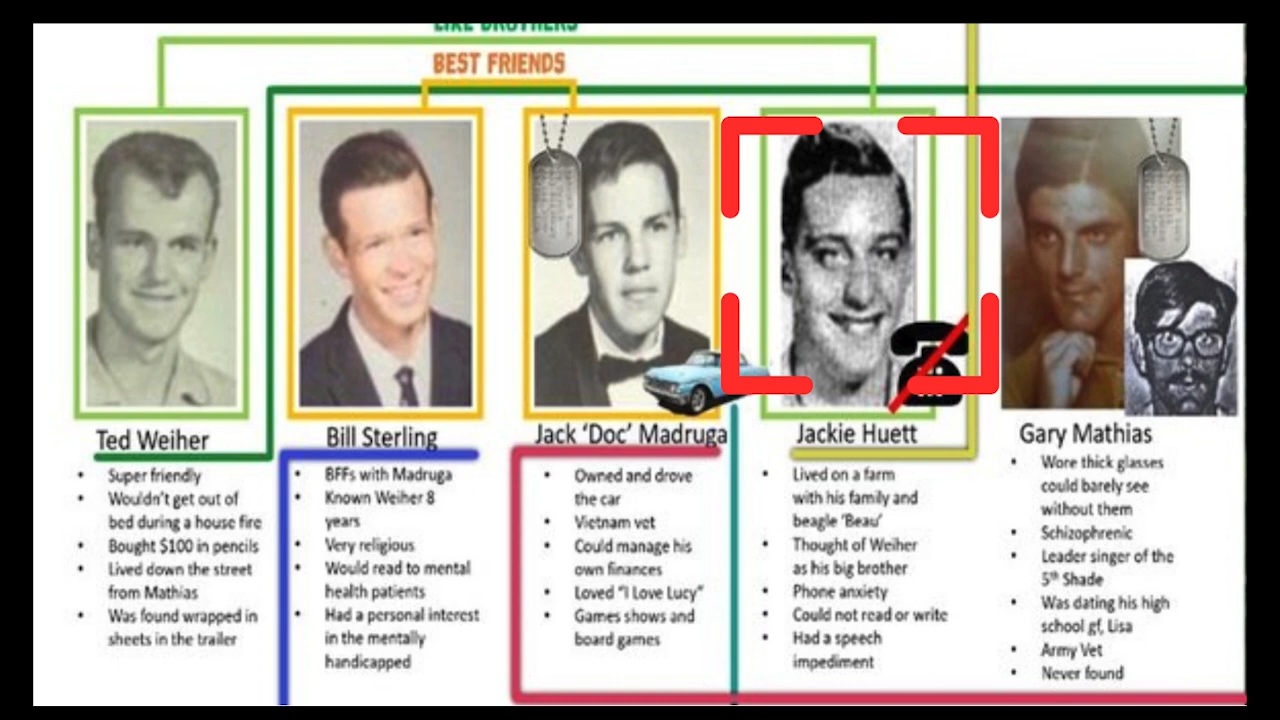 LIKE BROTHERS
BEST FRIENDS
Ted Weiher
• Super friendly
• Wouldn't get out of
bed during a house fire
• Bought $100 in pencils
• Lived down the street
from Mathias
• Was found wrapped in
sheets in the trailer
Bill Sterling
• BFFs with Madruga
• Known Weiher 8
years
• Very religious
• Would read to mental
health patients
• Had a personal interest
in the mentally
handicapped
Jack 'Doc' Madruga
• Owned and drove
the car
• Vietnam vet
• Could manage his
own finances
• Loved "I Love Lucy"
• Games shows and
board games
Jackie Huett
• Lived on a farm
with his family and
beagle 'Beau'
• Thought of Weiher
as his big brother
• Phone anxiety
• Could not read or write
• Had a speech
impediment
Gary Mathias
• Wore thick glasses
could barely see
without them
• Schizophrenic
• Leader singer of the
5th Shade
• Was dating his high
school gf, Lisa
• Army Vet
• Never found